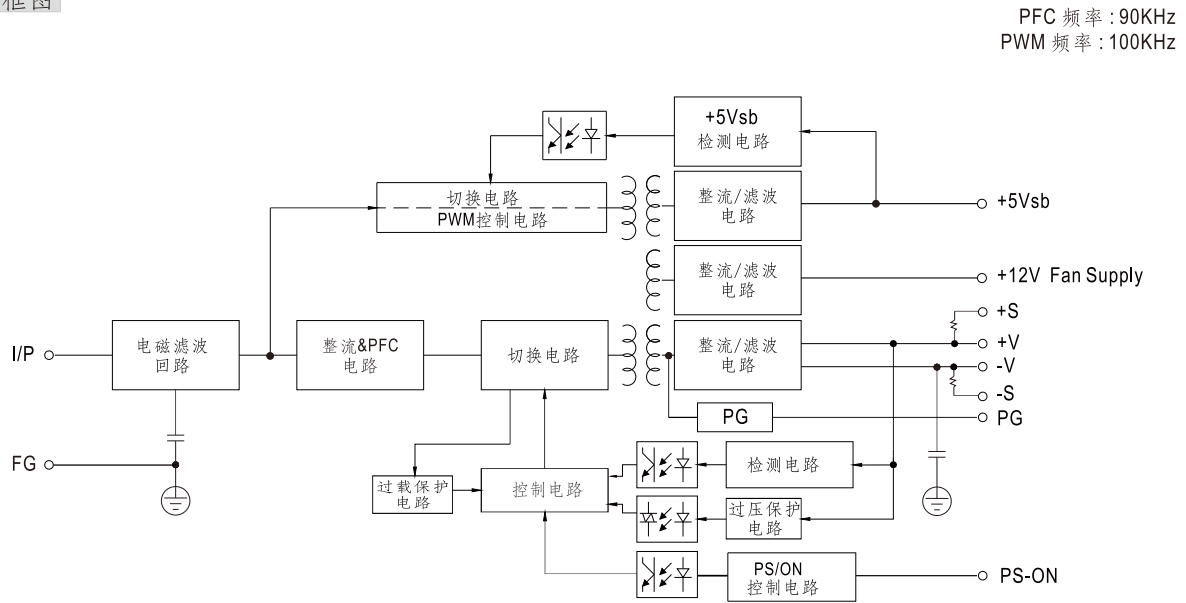 框图
PFC 频率 : 90KHz
PWM 频率 : 100KHz
+5Vsb
检测电路
切换电路
PWM控制电路
整流/滤波
电路
+5Vsb
整流/滤波
电路
+12V Fan Supply
+S
I/P
电磁滤波
回路
整流&PFC
电路
切换电路
整流/滤波
电路
+V
-V
-S
PG
PG
FG
过载保护
电路
控制电路
检测电路
过压保护
电路
PS/ON
控制电路
PS-ON